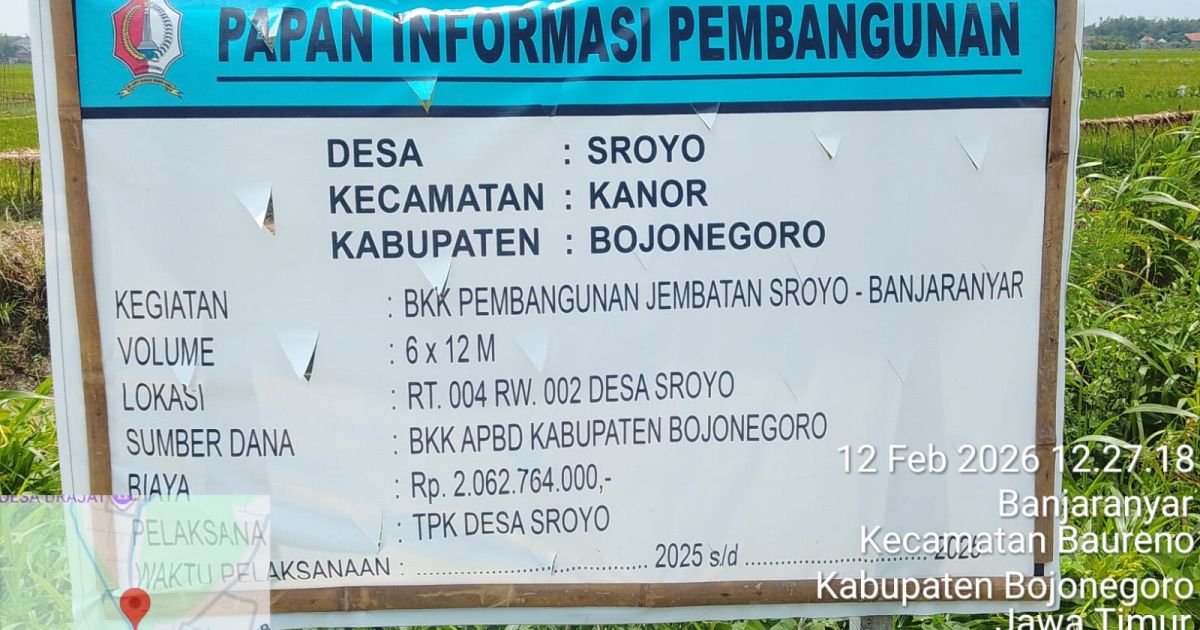 PAPAN INFORMASI PEMBANGUNAN
DESA : SROYO
KECAMATAN : KANOR
KABUPATEN : BOJONEGORO
KEGIATAN : BKK PEMBANGUNAN JEMBATAN SROYO - BANJARANYAR
VOLUME : 6 x 12 M
LOKASI : RT. 004 RW. 002 DESA SROYO
SUMBER DANA : BKK APBD KABUPATEN BOJONEGORO
BIAYA : Rp. 2.062.764.000,-
PELAKSANA : TPK DESA SROYO
WAKTU PELAKSANAAN : ........................................ 2025 s/d ................................ 2025
DESA DRAJAT
12 Feb 2026 12.27.18
Banjaranyar
Kecamatan Baureno
Kabupaten Bojonegoro
Jawa Timur